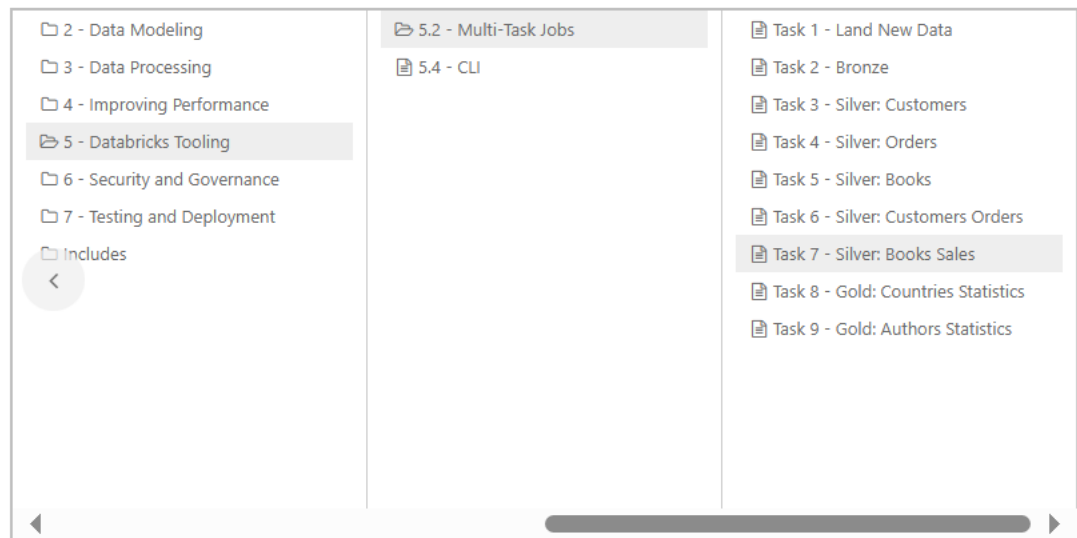 2 - Data Modeling
3 - Data Processing
4 - Improving Performance
5 - Databricks Tooling
6 - Security and Governance
7 - Testing and Deployment
Includes
5.2 - Multi-Task Jobs
5.4 - CLI
Task 1 - Land New Data
Task 2 - Bronze
Task 3 - Silver: Customers
Task 4 - Silver: Orders
Task 5 - Silver: Books
Task 6 - Silver: Customers Orders
Task 7 - Silver: Books Sales
Task 8 - Gold: Countries Statistics
Task 9 - Gold: Authors Statistics